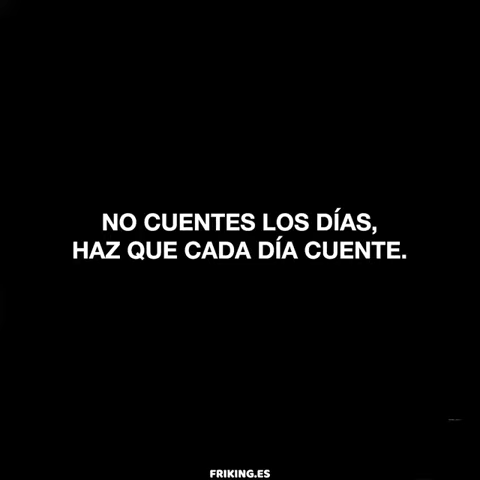 NO CUENTES LOS DÍAS,
HAZ QUE CADA DÍA CUENTE.
FRIKING.ES